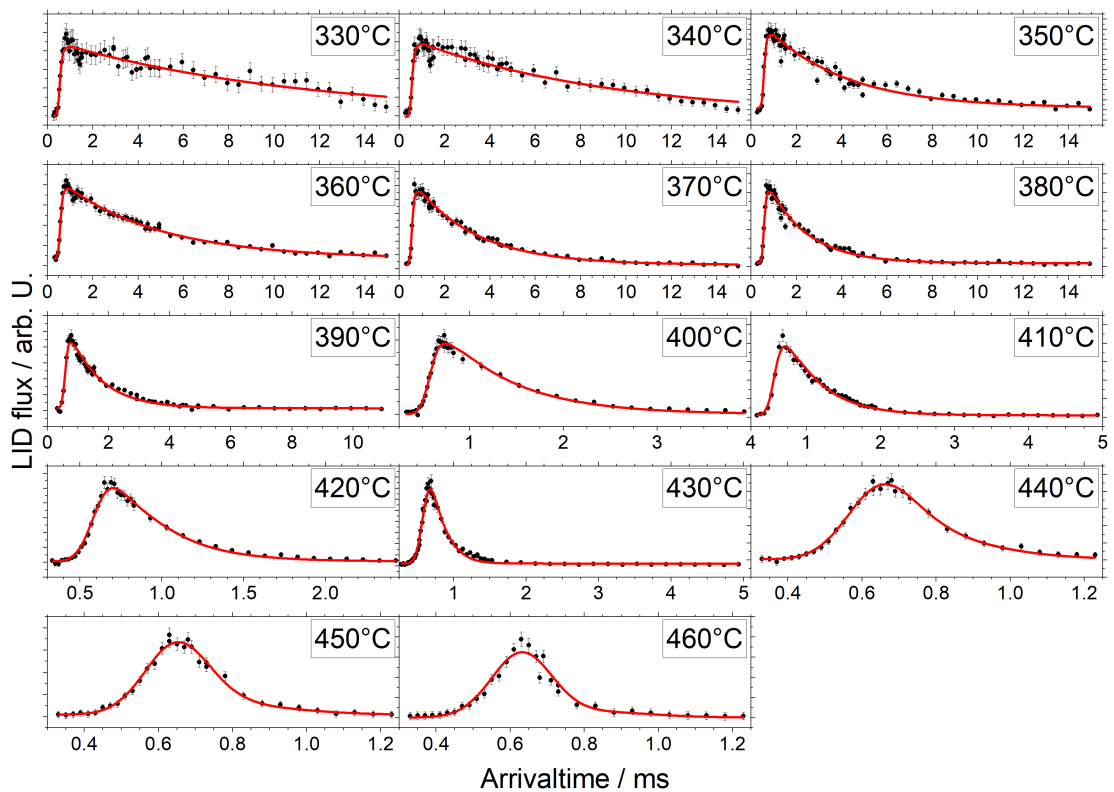 330°C 340°C 350°C
0 2 4 6 8 10 12 14 0 2 4 6 8 10 12 14 0 2 4 6 8 10 12 14
360°C 370°C 380°C
0 2 4 6 8 10 12 14 0 2 4 6 8 10 12 14 0 2 4 6 8 10 12 14
LID flux / arb. U.
390°C 400°C 410°C
0 2 4 6 8 10 1 2 3 4 0 1 2 3 4 5
420°C 430°C 440°C
0.5 1.0 1.5 2.0 1 2 3 4 5 0.4 0.6 0.8 1.0 1.2
450°C 460°C
0.4 0.6 0.8 1.0 1.2 0.4 0.6 0.8 1.0 1.2
Arrivaltime / ms